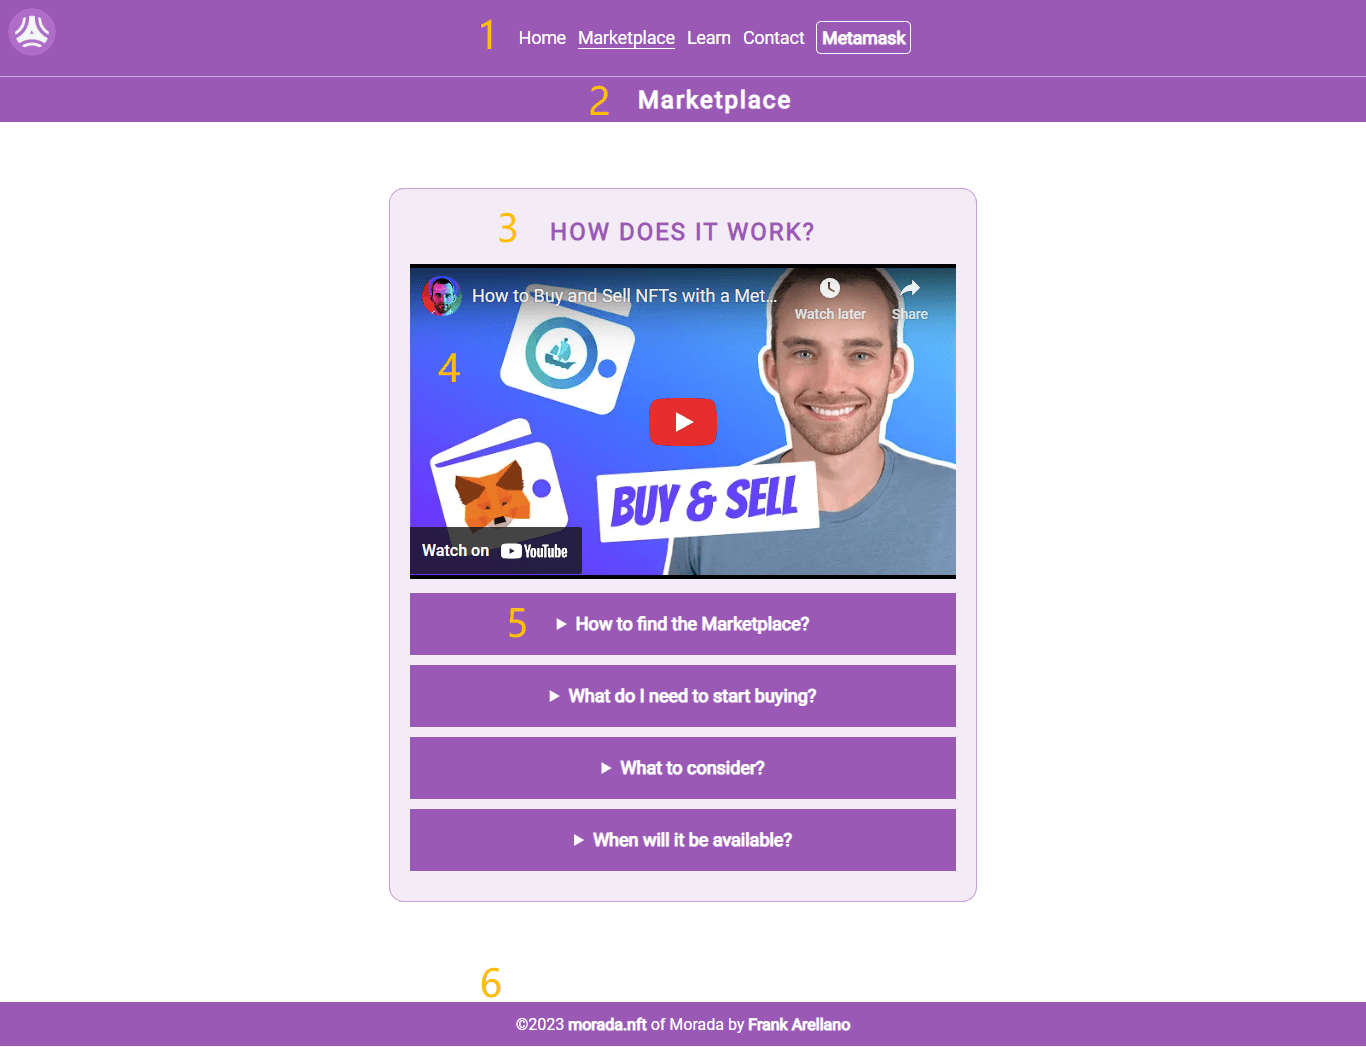 1 Home Marketplace Learn Contact Metamask
2 Marketplace
3 HOW DOES IT WORK?
How to Buy and Sell NFTs with a Met...
Watch later
Share
4
BUY & SELL
Watch on YouTube
5 How to find the Marketplace?
What do I need to start buying?
What to consider?
When will it be available?
6
©2023 morada.nft of Morada by Frank Arellano